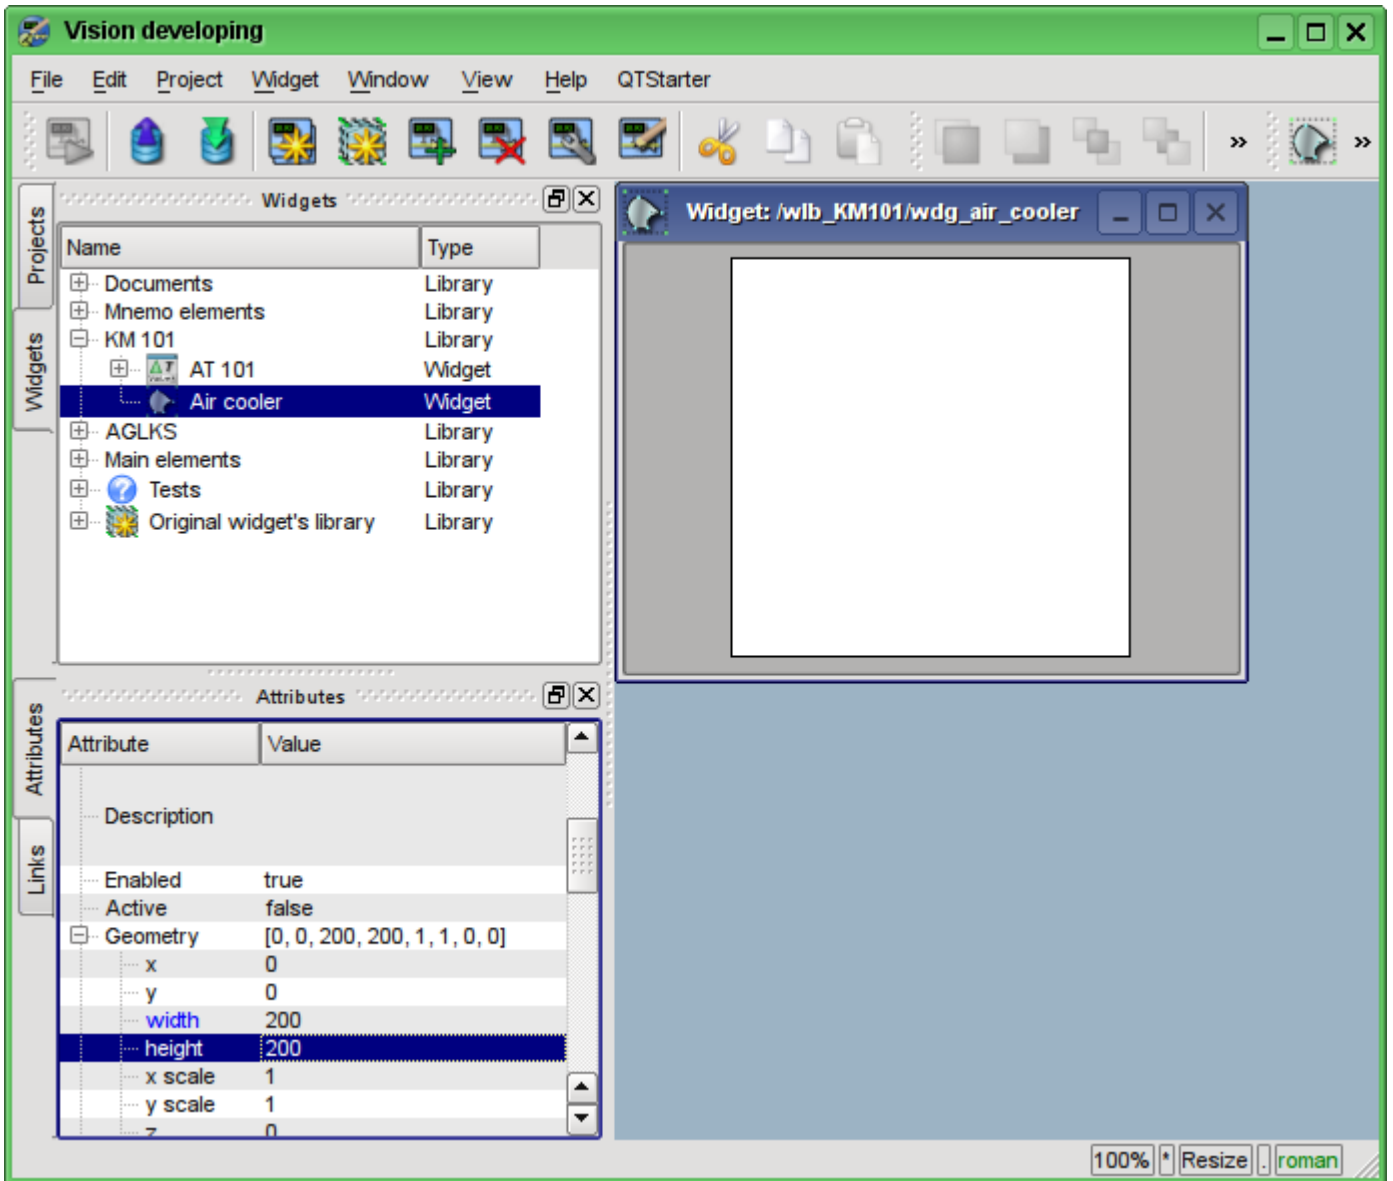 Vision developing
File Edit Project Widget Window View Help QTStarter
» »
Projects
Widgets
Widgets
Name Type
Documents Library
Mnemo elements Library
KM 101 Library
AT 101 Widget
Air cooler Widget
AGLKS Library
Main elements Library
Tests Library
Original widget's library Library
Widget: /wlb_KM101/wdg_air_cooler
Attributes
Links
Attributes
Attribute Value
Description
Enabled true
Active false
Geometry [0, 0, 200, 200, 1, 1, 0, 0]
x 0
y 0
width 200
height 200
x scale 1
y scale 1
z 0
100% * Resize . roman